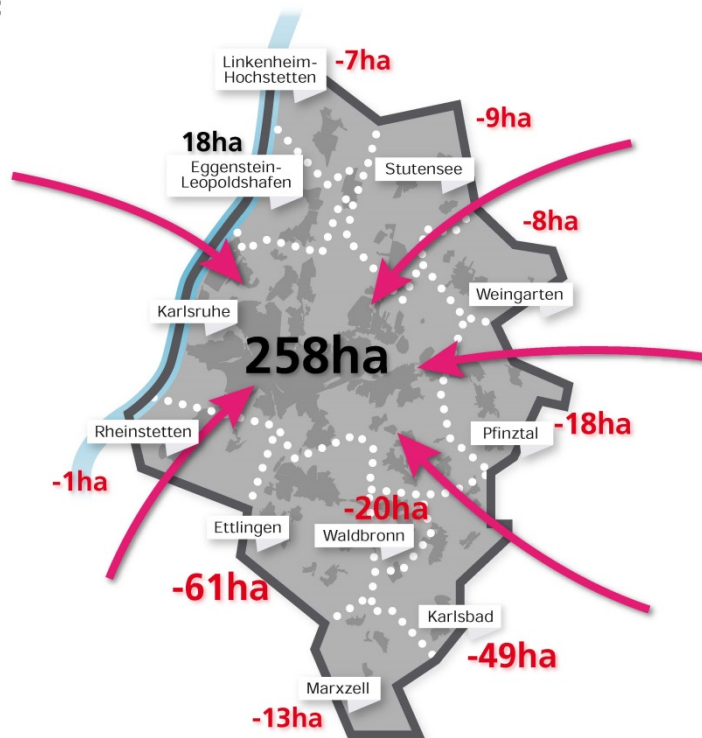 Linkenheim-
Hochstetten
-7ha
-9ha
18ha
Eggenstein-
Leopoldshafen
Stutensee
-8ha
Weingarten
Karlsruhe
258ha
Rheinstetten
Pfinztal
-18ha
-1ha
-20ha
Ettlingen
Waldbronn
-61ha
Karlsbad
-49ha
Marxzell
-13ha